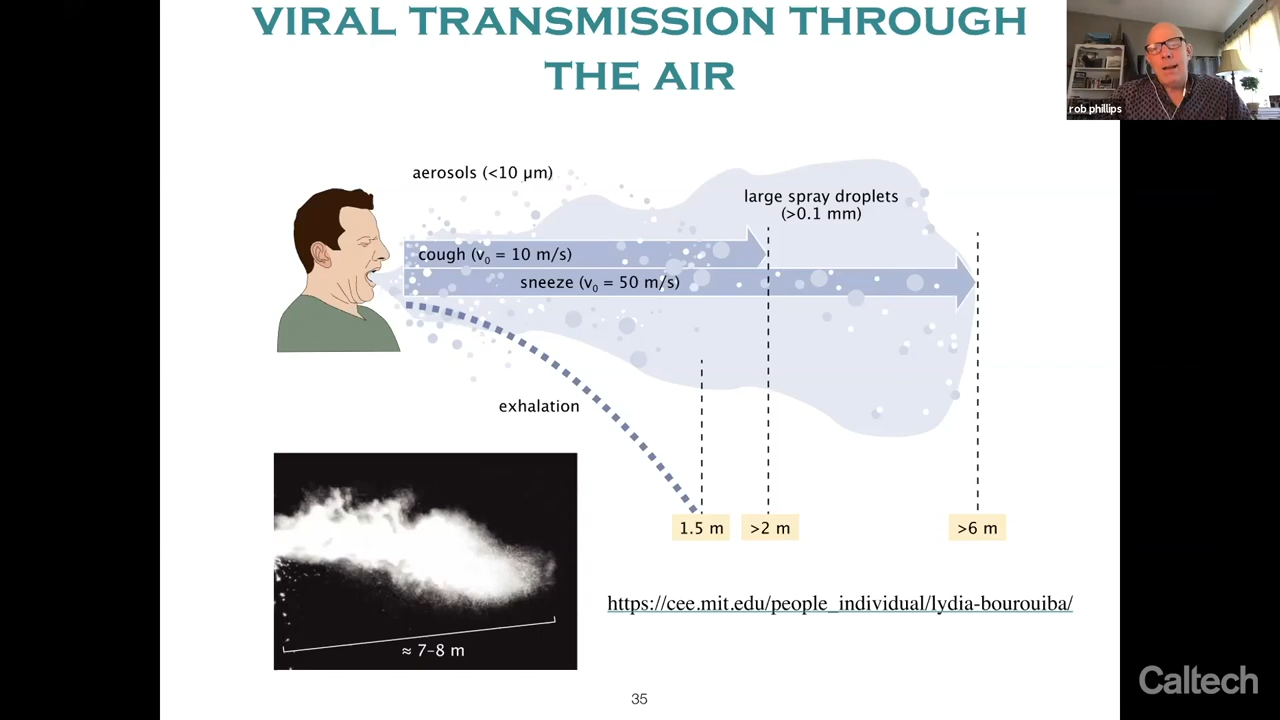 VIRAL TRANSMISSION THROUGH
THE AIR
rob phillips
aerosols (<10 μm)
large spray droplets
(>0.1 mm)
cough (v₀ = 10 m/s)
sneeze (v₀ = 50 m/s)
exhalation
1.5 m
>2 m
>6 m
https://cee.mit.edu/people_individual/lydia-bourouiba/
≈ 7–8 m
35
Caltech